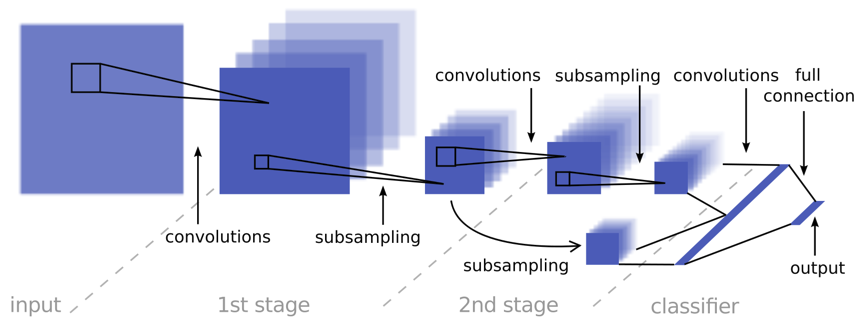 convolutions
subsampling
convolutions
full
connection
convolutions
subsampling
subsampling
output
input
1st stage
2nd stage
classifier